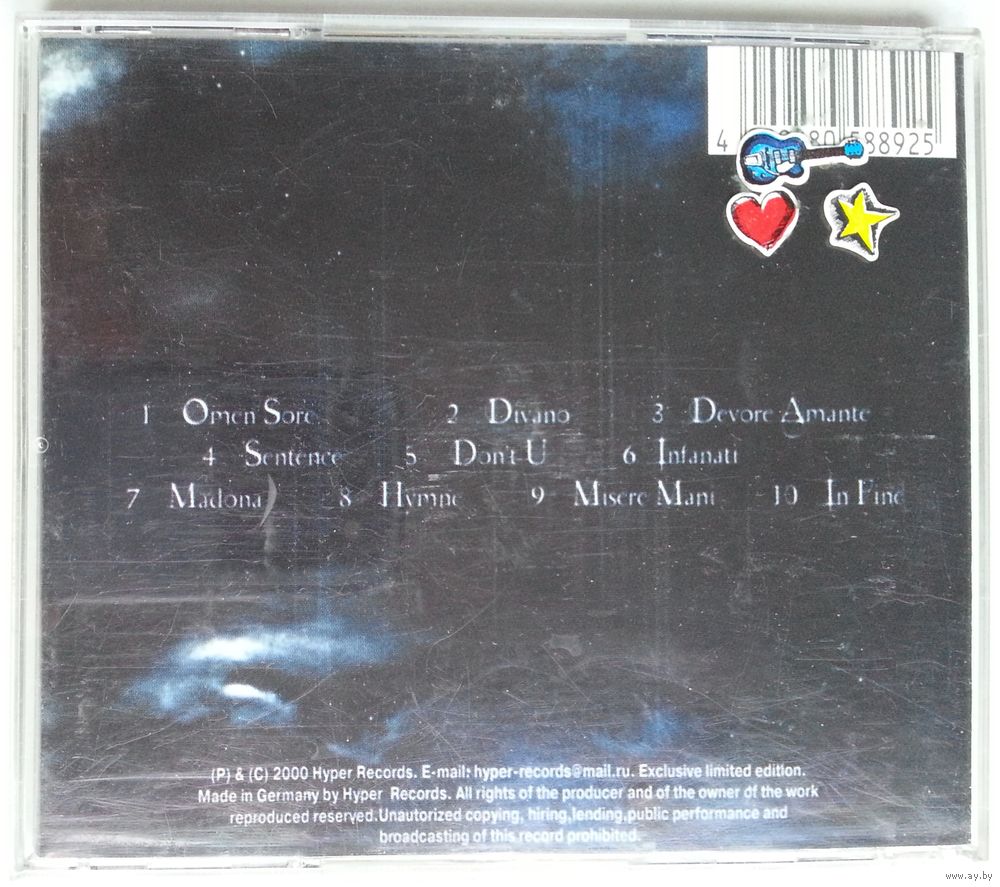 4 80 588925
1 Omen Sore 2 Divano 3 Devore Amante
4 Sentence 5 Don't U 6 Infanati
7 Madona 8 Hymne 9 Misere Mani 10 In Fine
(P) & (C) 2000 Hyper Records. E-mail: hyper-records@mail.ru. Exclusive limited edition.
Made in Germany by Hyper Records. All rights of the producer and of the owner of the work
reproduced reserved.Unautorized copying, hiring,lending,public performance and
broadcasting of this record prohibited.
www.ay.by